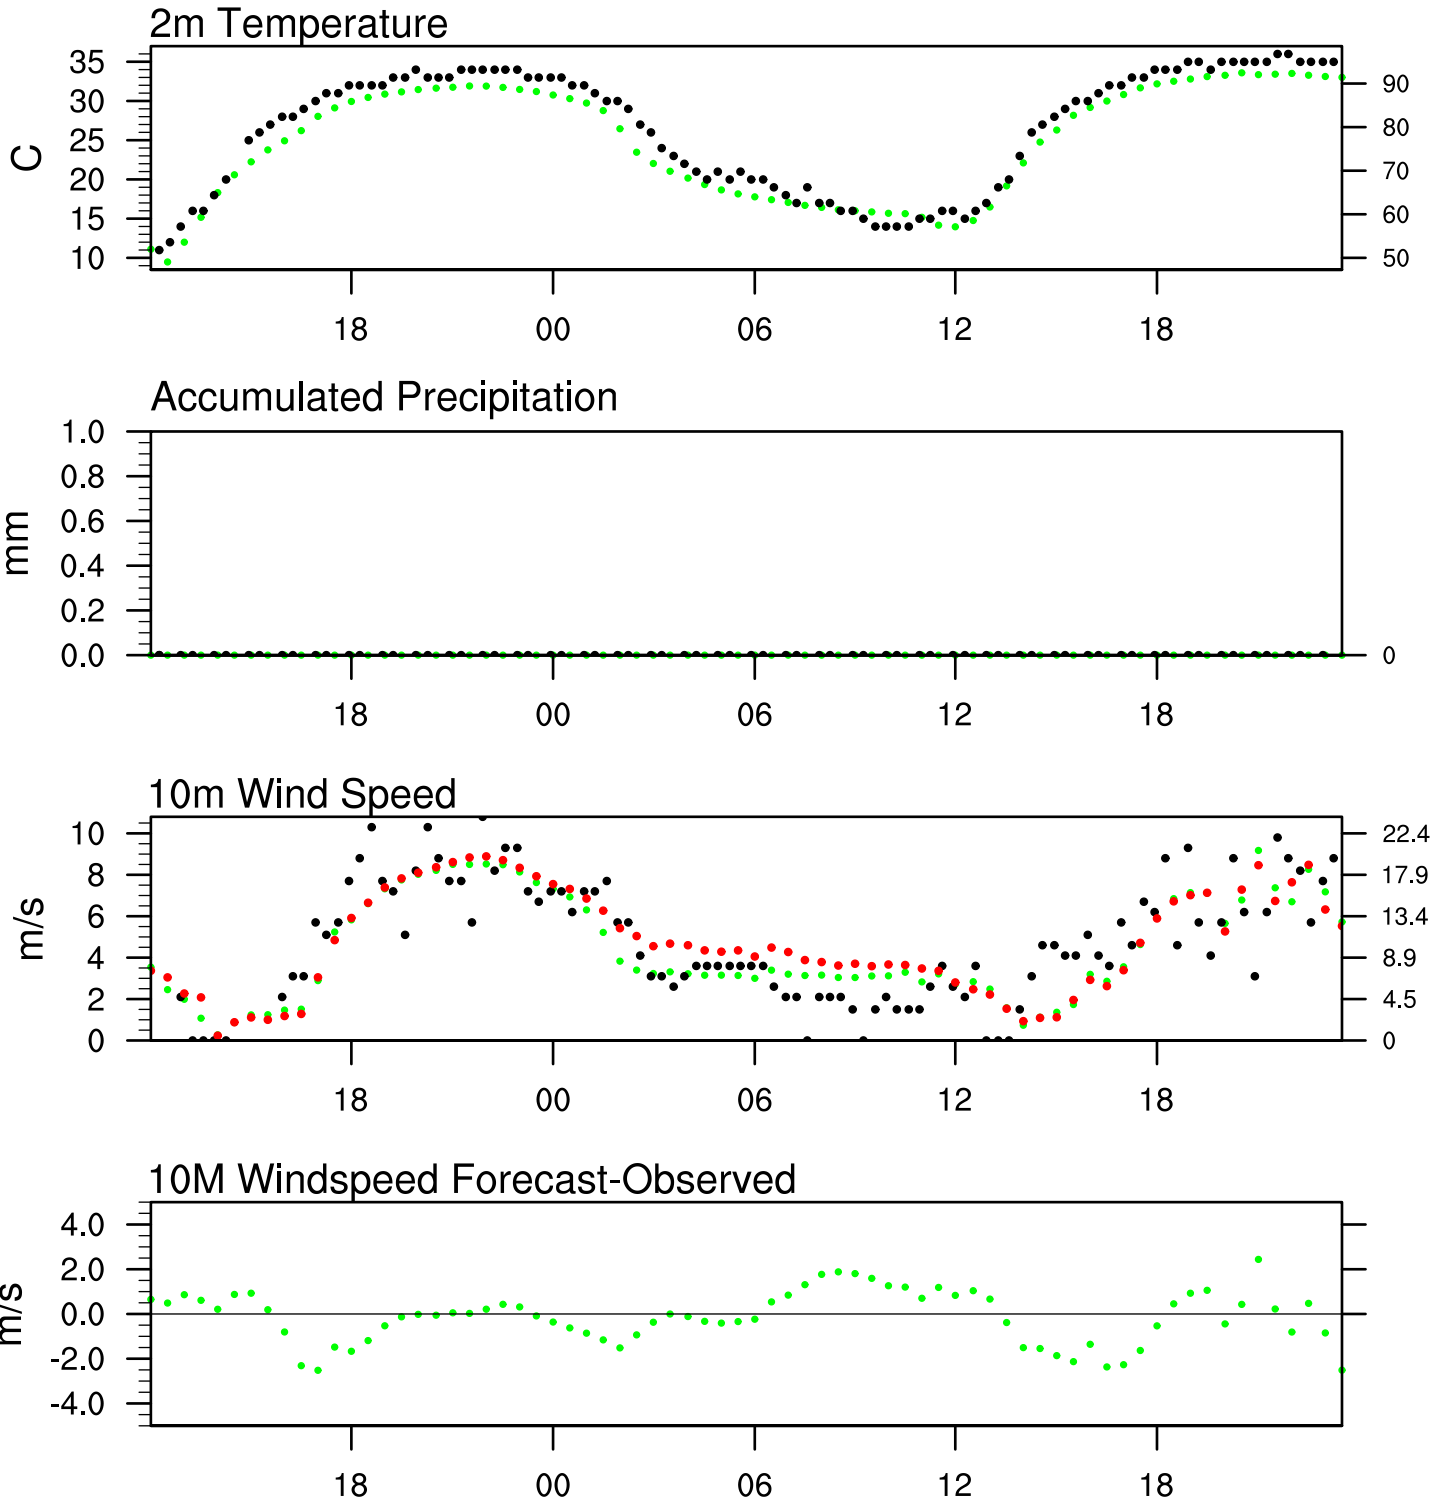 2m Temperature
35
30
25
20
15
10
C
90
80
70
60
50
18 00 06 12 18
Accumulated Precipitation
1.0
0.8
0.6
0.4
0.2
0.0
mm
0
18 00 06 12 18
10m Wind Speed
10
8
6
4
2
0
m/s
22.4
17.9
13.4
8.9
4.5
0
18 00 06 12 18
10M Windspeed Forecast-Observed
4.0
2.0
0.0
-2.0
-4.0
m/s
18 00 06 12 18